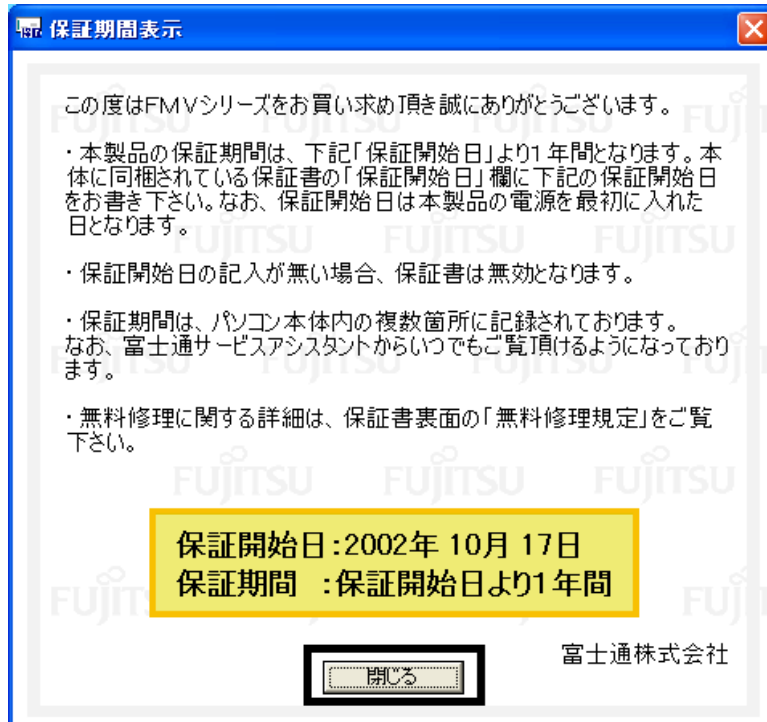 保証期間表示
この度はFMVシリーズをお買い求め頂き誠にありがとうございます。
・本製品の保証期間は、下記「保証開始日」より1年間となります。本
体に同梱されている保証書の「保証開始日」欄に下記の保証開始日
をお書き下さい。なお、保証開始日は本製品の電源を最初に入れた
日となります。
・保証開始日の記入が無い場合、保証書は無効となります。
・保証期間は、パソコン本体内の複数箇所に記録されております。
なお、富士通サービスアシスタントからいつでもご覧頂けるようになっており
ます。
・無料修理に関する詳細は、保証書裏面の「無料修理規定」をご覧
下さい。
FUJITSU FUJITSU FUJITSU
保証開始日:2002年 10月 17日
保証期間 :保証開始日より1年間
富士通株式会社
閉じる